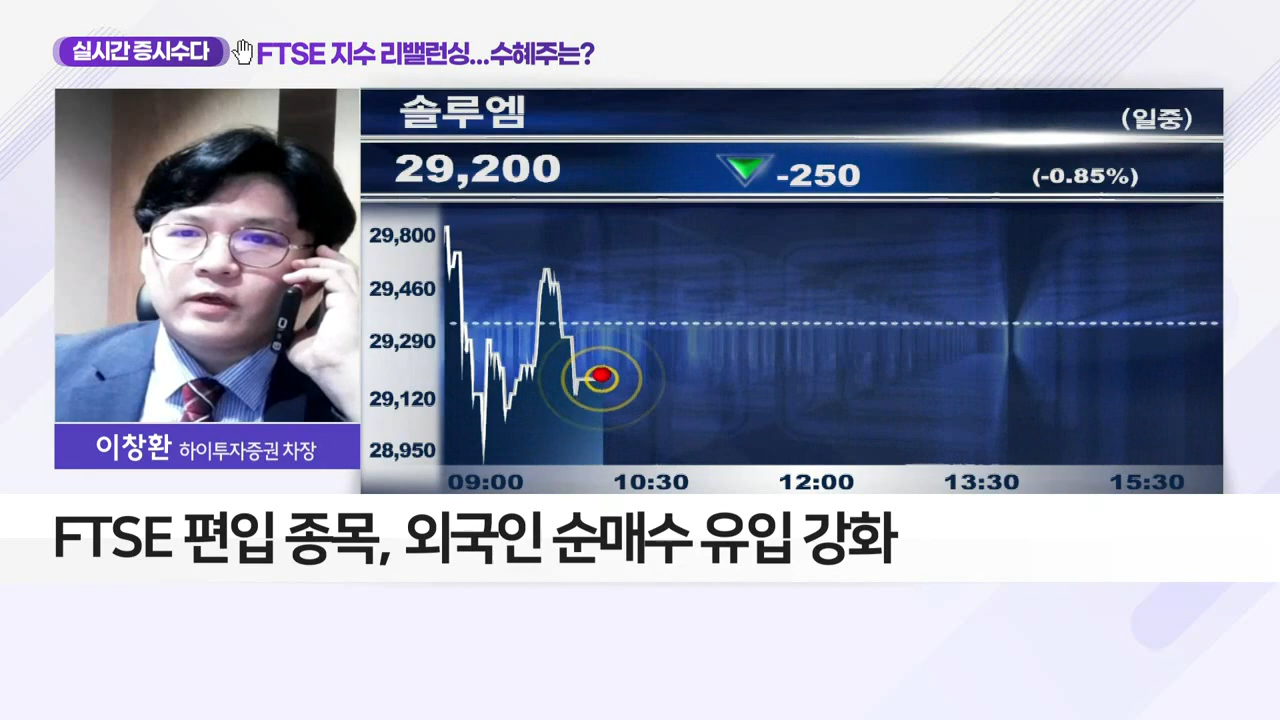 실시간 증시수다 FTSE 지수 리밸런싱...수혜주는?
솔루엠 (일중)
29,200 -250 (-0.85%)
29,800
29,460
29,290
29,120
28,950
09:00 10:30 12:00 13:30 15:30
이창환 하이투자증권 차장
FTSE 편입 종목, 외국인 순매수 유입 강화